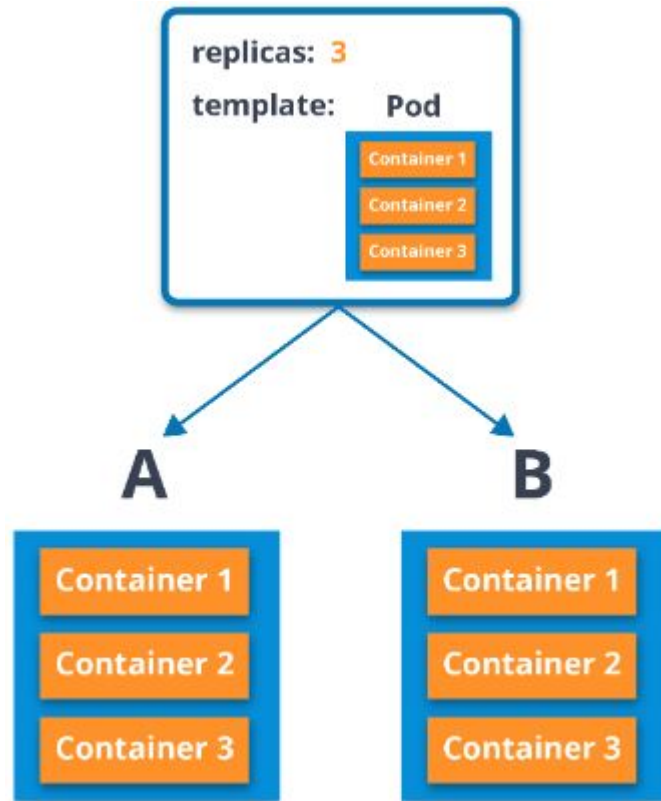 replicas: 3
template: Pod
Container 1
Container 2
Container 3
A B
Container 1 Container 1
Container 2 Container 2
Container 3 Container 3